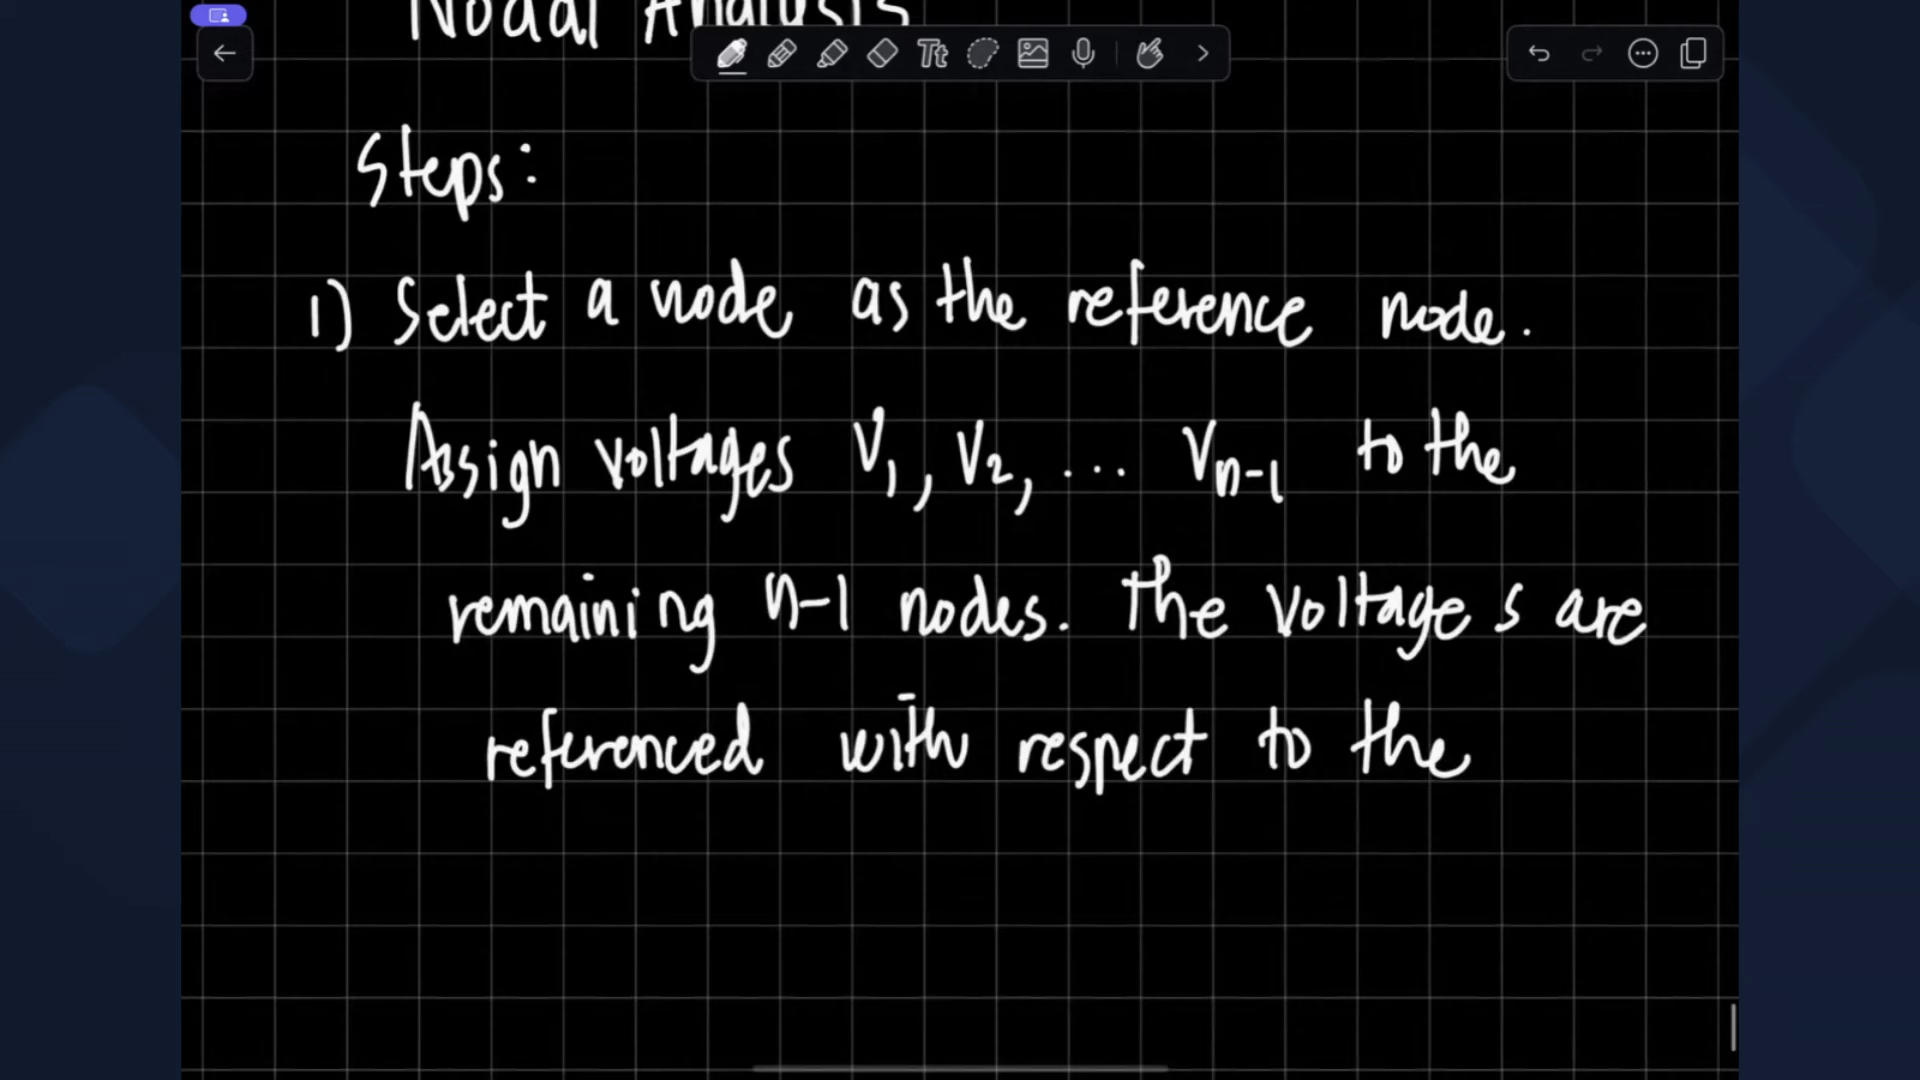 Nodal Analysis
Steps:
1) Select a node as the reference node.
Assign voltages V₁, V₂, ... Vn-1 to the
remaining n-1 nodes. The voltages are
referenced with respect to the